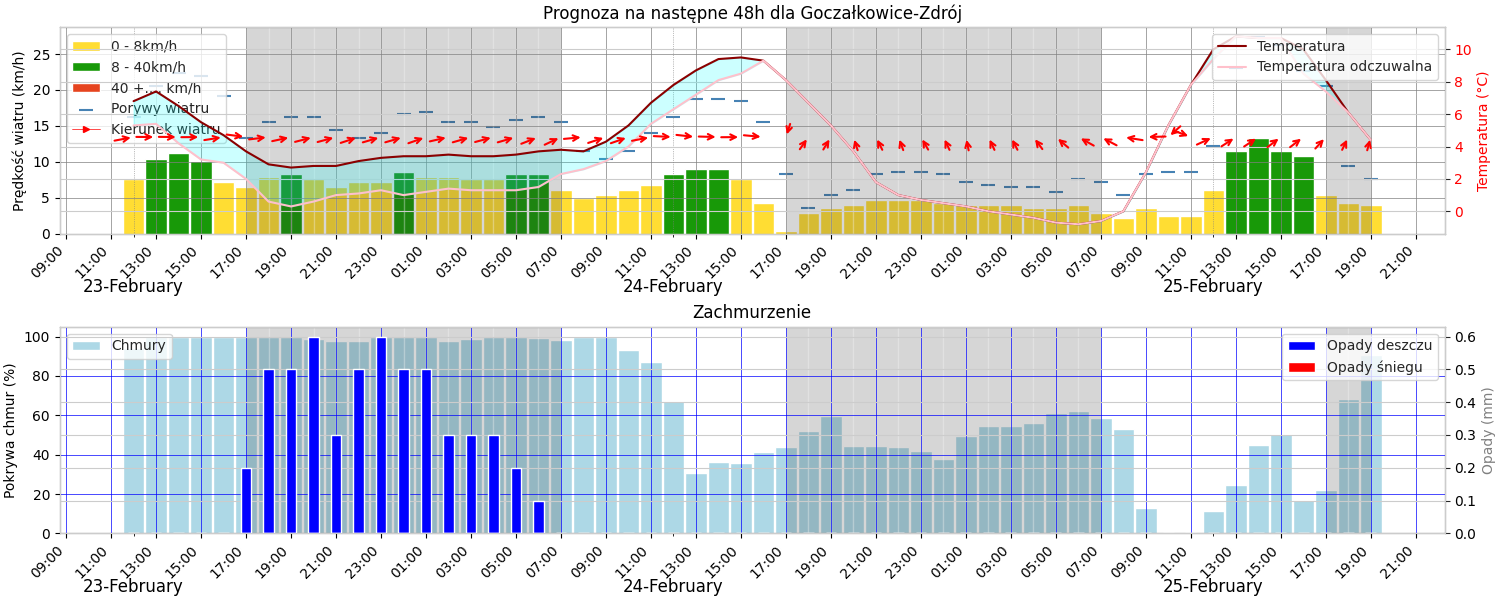 Prognoza na następne 48h dla Goczałkowice-Zdrój
Prędkość wiatru (km/h)
25
20
15
10
5
0
0 - 8km/h
8 - 40km/h
40 +... km/h
Porywy wiatru
Kierunek wiatru
Temperatura
Temperatura odczuwalna
10
8
6
4
2
0
Temperatura (°C)
09:00 11:00 13:00 15:00 17:00 19:00 21:00 23:00 01:00 03:00 05:00 07:00 09:00 11:00 13:00 15:00 17:00 19:00 21:00 23:00 01:00 03:00 05:00 07:00 09:00 11:00 13:00 15:00 17:00 19:00 21:00
23-February 24-February 25-February
Zachmurzenie
Pokrywa chmur (%)
100
80
60
40
20
0
Chmury
Opady deszczu
Opady śniegu
0.6
0.5
0.4
0.3
0.2
0.1
0.0
Opady (mm)
09:00 11:00 13:00 15:00 17:00 19:00 21:00 23:00 01:00 03:00 05:00 07:00 09:00 11:00 13:00 15:00 17:00 19:00 21:00 23:00 01:00 03:00 05:00 07:00 09:00 11:00 13:00 15:00 17:00 19:00 21:00
23-February 24-February 25-February